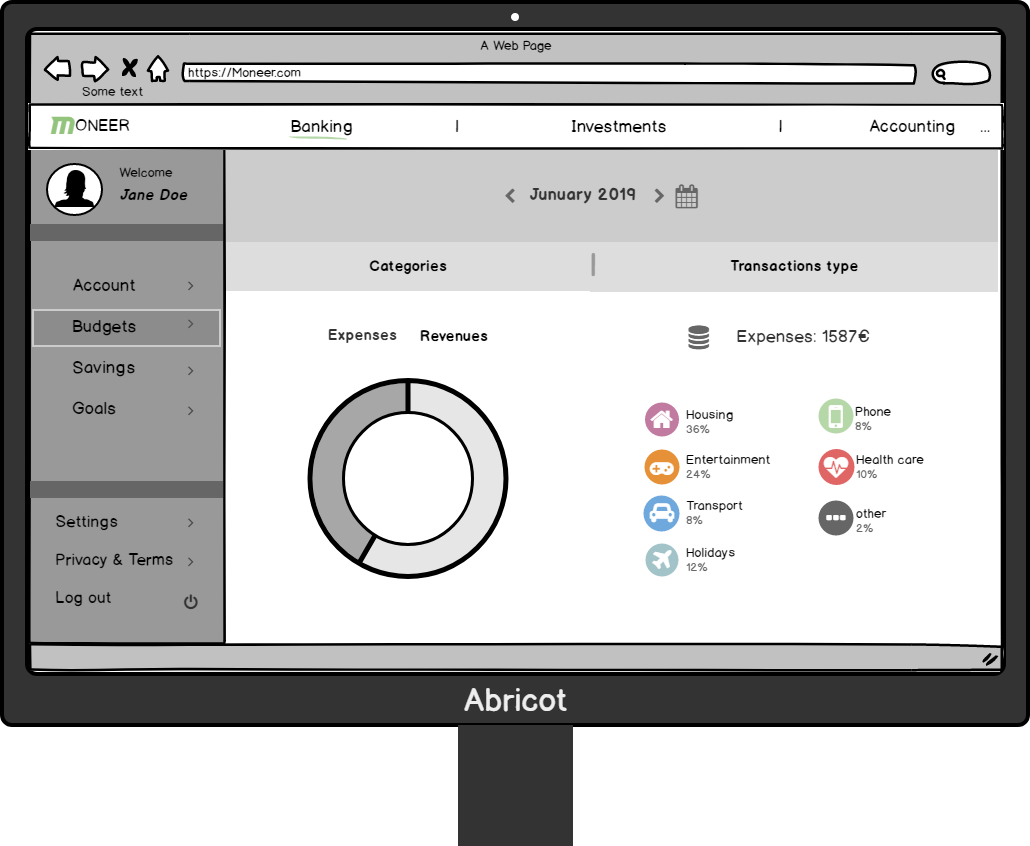 A Web Page
https://Moneer.com
Some text
MONEER
Banking
|
Investments
|
Accounting
...
Welcome
Jane Doe
Junuary 2019
Categories
Transactions type
Account
Budgets
Savings
Goals
Settings
Privacy & Terms
Log out
Expenses
Revenues
Expenses: 1587€
Housing
36%
Entertainment
24%
Transport
8%
Holidays
12%
Phone
8%
Health care
10%
other
2%
Abricot